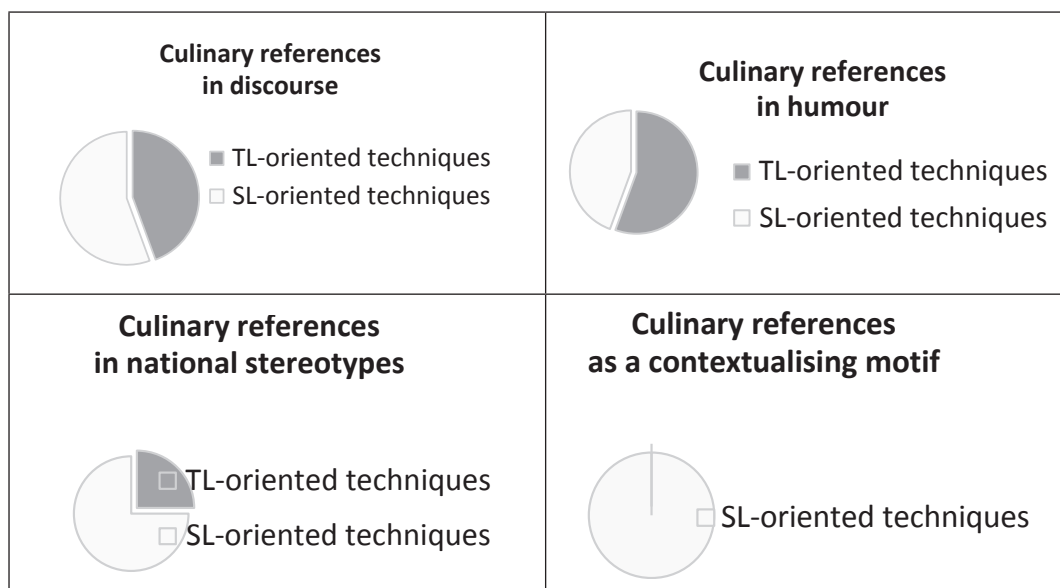 Culinary references
in discourse
TL-oriented techniques
SL-oriented techniques
Culinary references
in humour
TL-oriented techniques
SL-oriented techniques
Culinary references
in national stereotypes
TL-oriented techniques
SL-oriented techniques
Culinary references
as a contextualising motif
SL-oriented techniques